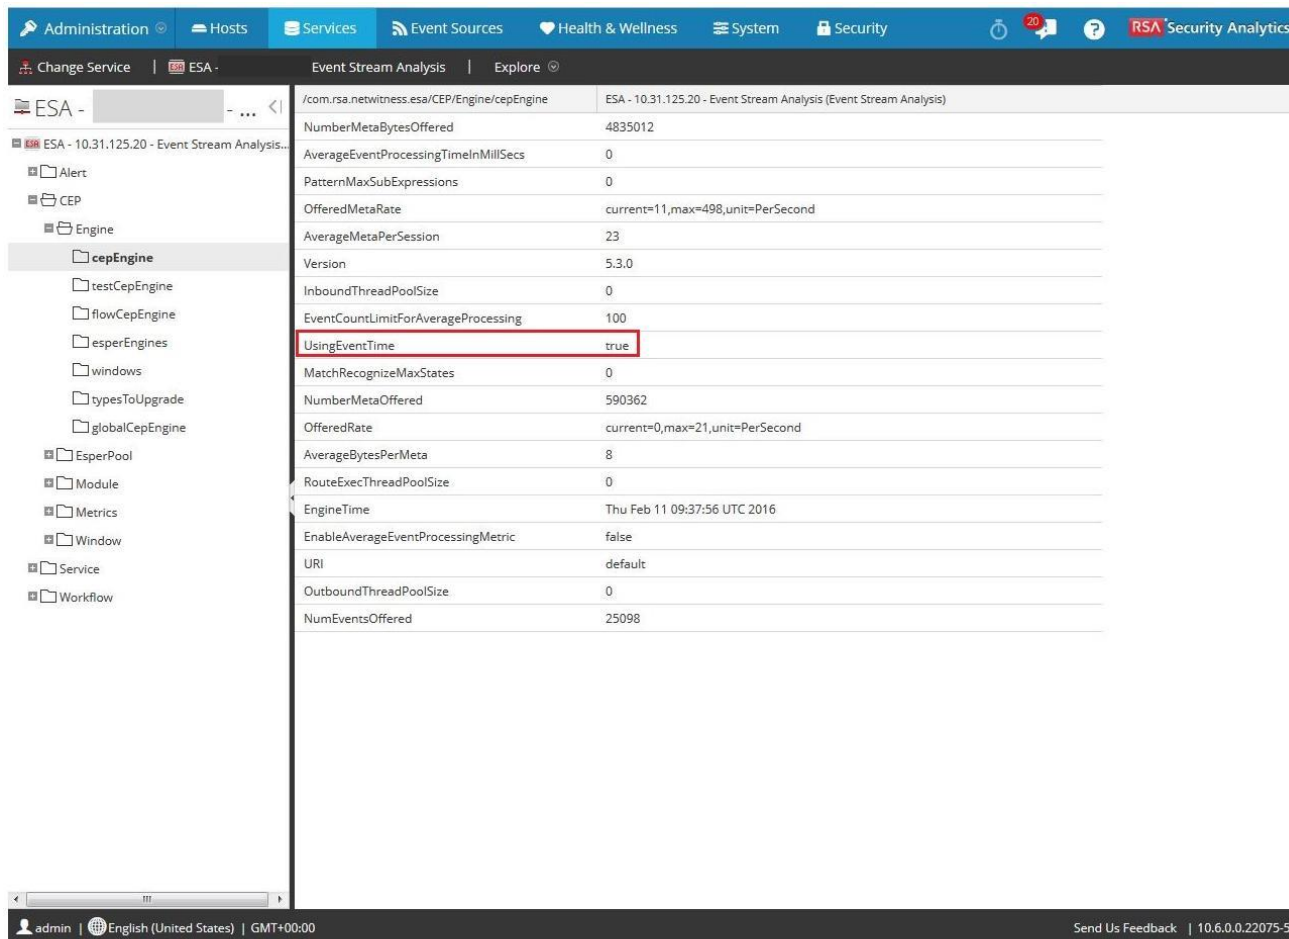 Administration Hosts Services Event Sources Health & Wellness System Security 20 RSA Security Analytics
Change Service | ESA - Event Stream Analysis | Explore
ESA - - ...
ESA - 10.31.125.20 - Event Stream Analysis...
Alert
CEP
Engine
cepEngine
testCepEngine
flowCepEngine
esperEngines
windows
typesToUpgrade
globalCepEngine
EsperPool
Module
Metrics
Window
Service
Workflow
/com.rsa.netwitness.esa/CEP/Engine/cepEngine ESA - 10.31.125.20 - Event Stream Analysis (Event Stream Analysis)
NumberMetaBytesOffered 4835012
AverageEventProcessingTimeInMillSecs 0
PatternMaxSubExpressions 0
OfferedMetaRate current=11,max=498,unit=PerSecond
AverageMetaPerSession 23
Version 5.3.0
InboundThreadPoolSize 0
EventCountLimitForAverageProcessing 100
UsingEventTime true
MatchRecognizeMaxStates 0
NumberMetaOffered 590362
OfferedRate current=0,max=21,unit=PerSecond
AverageBytesPerMeta 8
RouteExecThreadPoolSize 0
EngineTime Thu Feb 11 09:37:56 UTC 2016
EnableAverageEventProcessingMetric false
URI default
OutboundThreadPoolSize 0
NumEventsOffered 25098
admin | English (United States) | GMT+00:00 Send Us Feedback | 10.6.0.0.22075-5